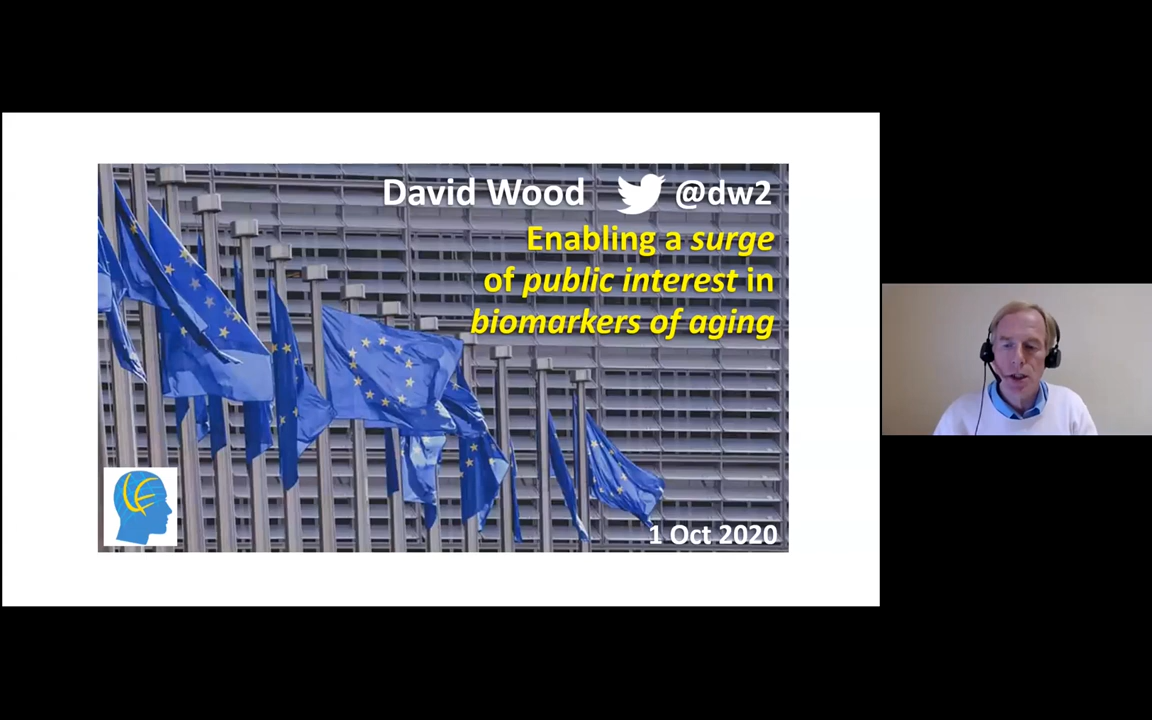 David Wood @dw2
Enabling a surge
of public interest in
biomarkers of aging
1 Oct 2020